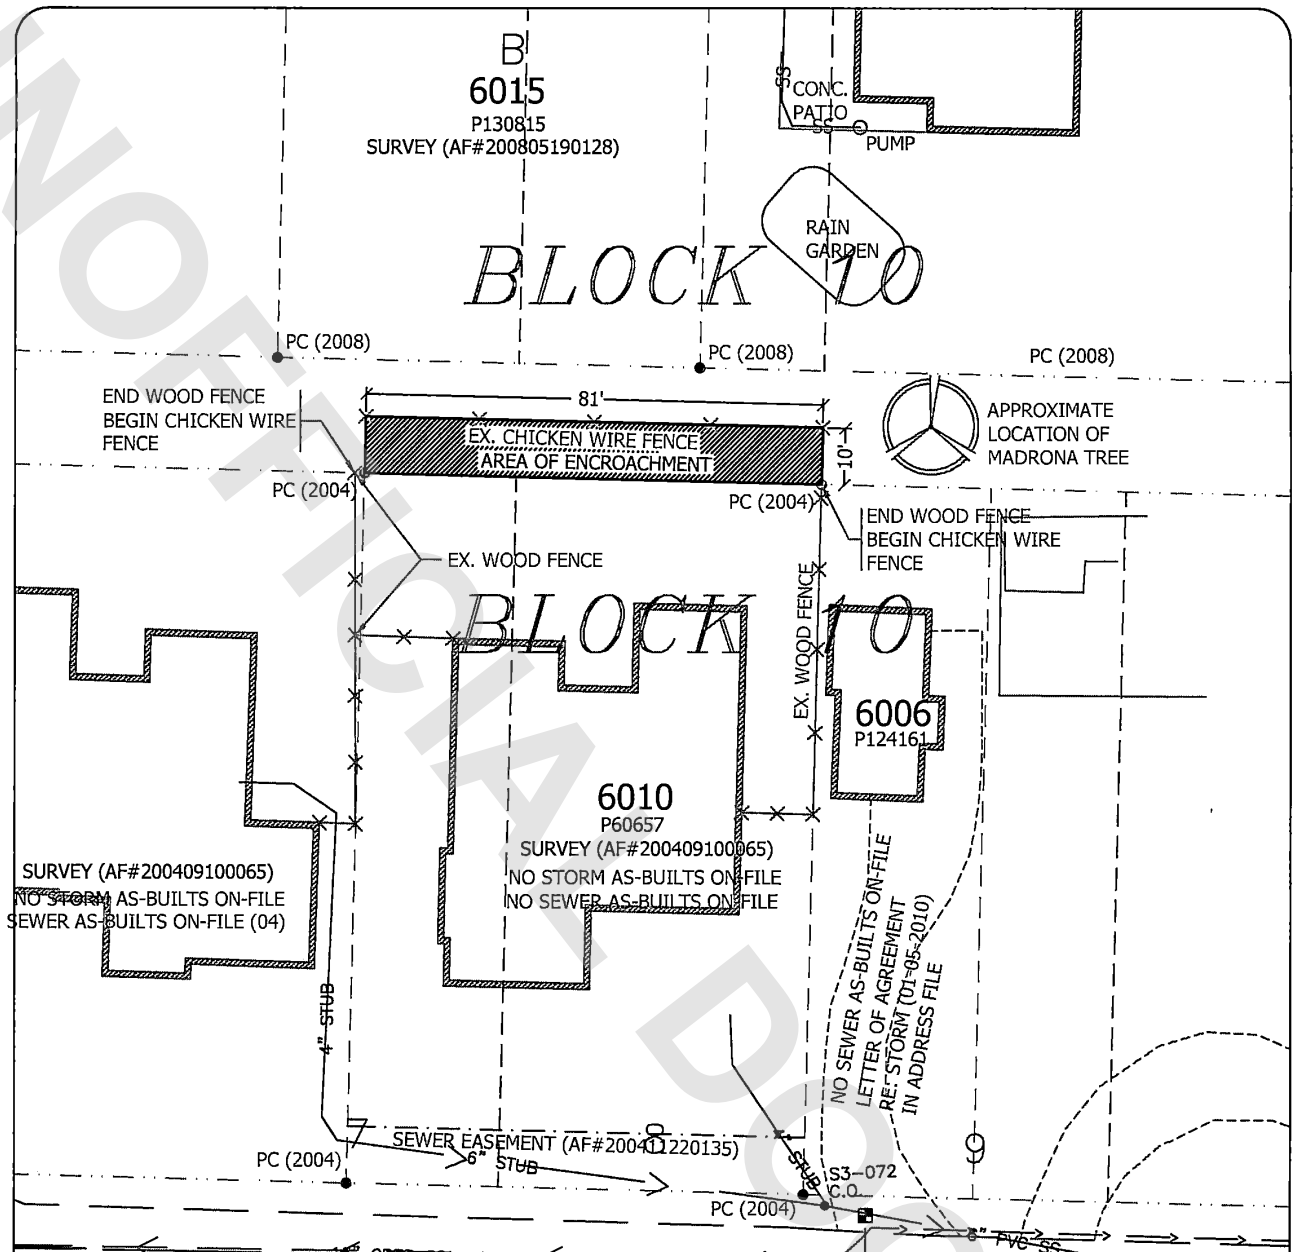 B
6015
P130815
SURVEY (AF#200805190128)
SS
CONC.
PATIO
SS
PUMP
RAIN
GARDEN
BLOCK 10
PC (2008)
PC (2008)
PC (2008)
END WOOD FENCE
BEGIN CHICKEN WIRE
FENCE
81'
APPROXIMATE
LOCATION OF
MADRONA TREE
EX. CHICKEN WIRE FENCE
AREA OF ENCROACHMENT
10'
PC (2004)
PC (2004)
END WOOD FENCE
BEGIN CHICKEN WIRE
FENCE
EX. WOOD FENCE
EX. WOOD FENCE
BLOCK 10
6006
P124161
6010
P60657
SURVEY (AF#200409100065)
NO STORM AS-BUILTS ON-FILE
NO SEWER AS-BUILTS ON-FILE
SURVEY (AF#200409100065)
NO STORM AS-BUILTS ON-FILE
SEWER AS-BUILTS ON-FILE (04)
NO SEWER AS-BUILTS ON-FILE
LETTER OF AGREEMENT
RE: STORM (01-05-2010)
IN ADDRESS FILE
4" STUB
7
SEWER EASEMENT (AF#200411220135)
8
9
PC (2004)
6" STUB
STUB
S3-072
C.O.
PC (2004)
PVC SS
UNOFFICIAL DOC